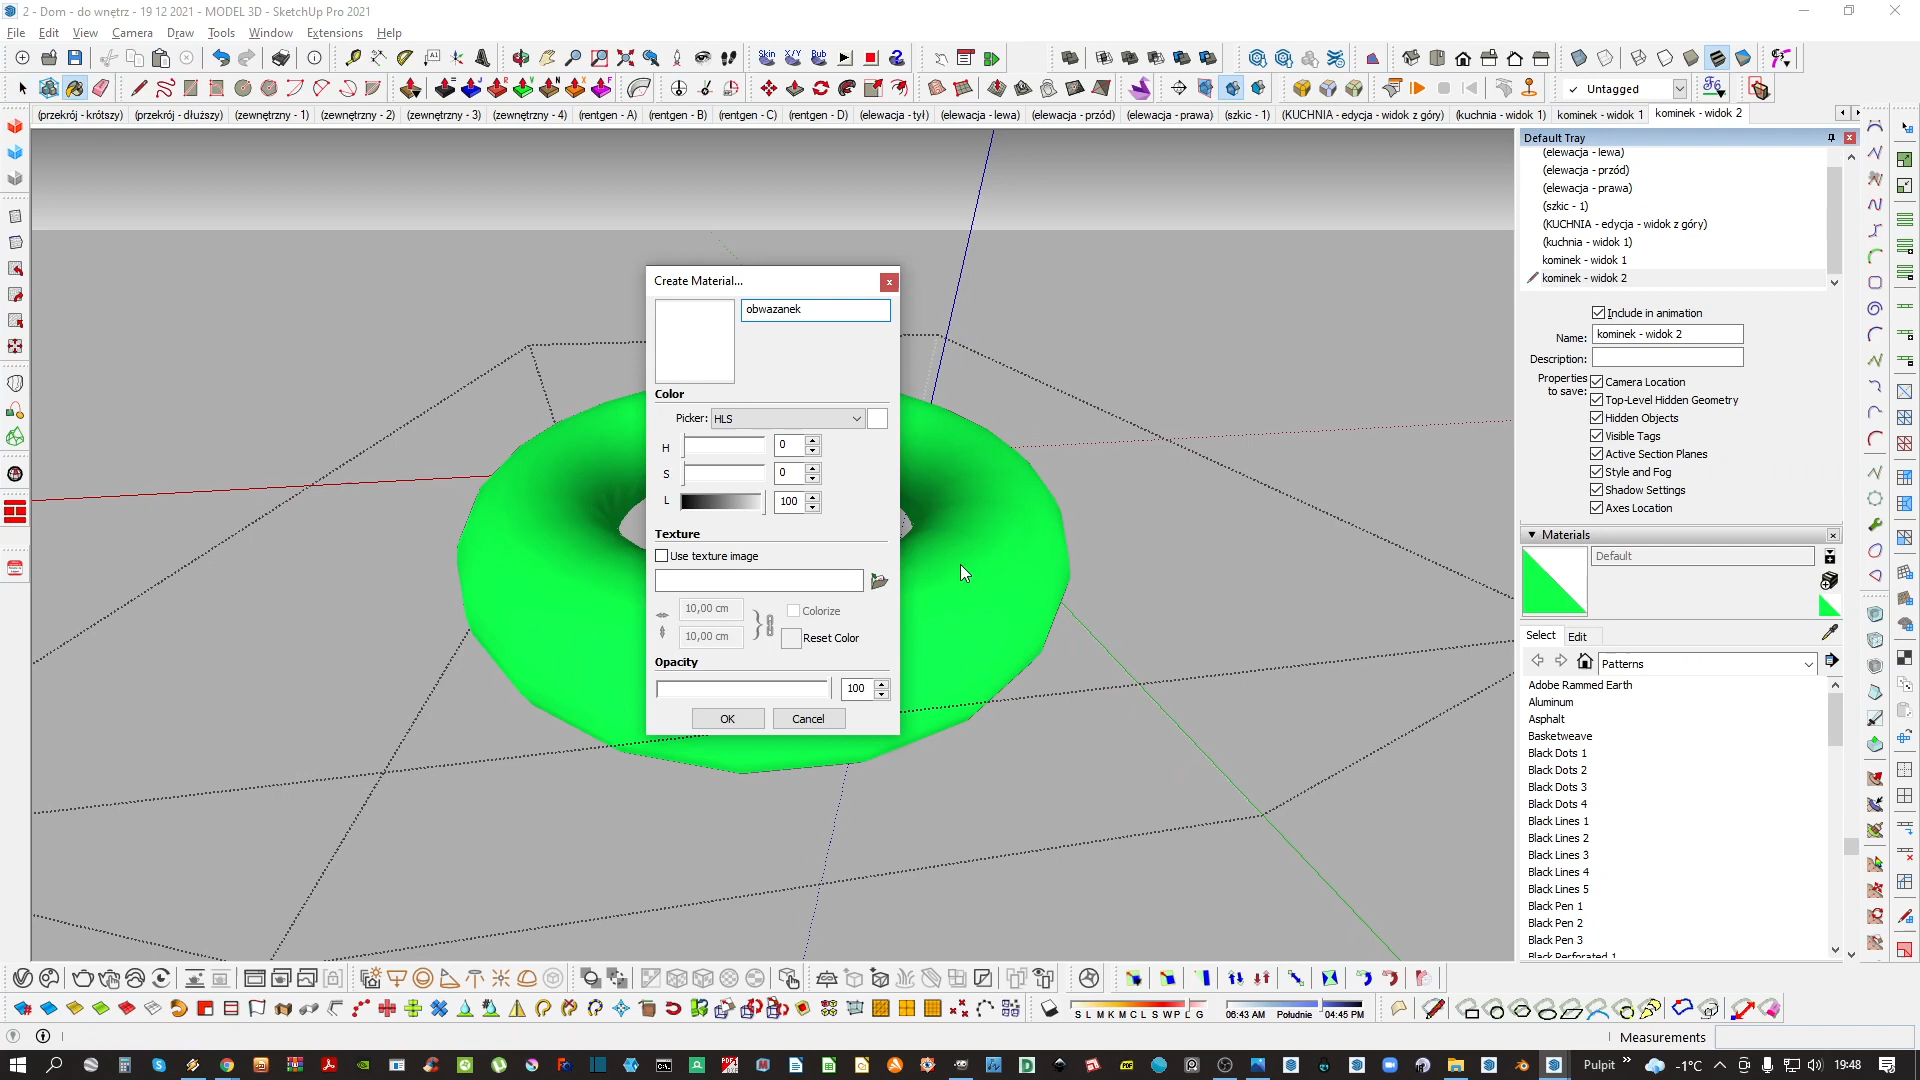 2 - Dom - do wnętrz - 19 12 2021 - MODEL 3D - SketchUp Pro 2021
File Edit View Camera Draw Tools Window Extensions Help
Skin X/Y Bub
Untagged
(przekrój - krótszy) (przekrój - dłuższy) (zewnętrzny - 1) (zewnętrzny - 2) (zewnętrzny - 3) (zewnętrzny - 4) (rentgen - A) (rentgen - B) (rentgen - C) (rentgen - D) (elewacja - tył) (elewacja - lewa) (elewacja - przód) (elewacja - prawa) (szkic - 1) (KUCHNIA - edycja - widok z góry) (kuchnia - widok 1) kominek - widok 1 kominek - widok 2
Default Tray
(elewacja - lewa)
(elewacja - przód)
(elewacja - prawa)
(szkic - 1)
(KUCHNIA - edycja - widok z góry)
(kuchnia - widok 1)
kominek - widok 1
kominek - widok 2
Include in animation
Name: kominek - widok 2
Description:
Properties to save:
Camera Location
Top-Level Hidden Geometry
Hidden Objects
Visible Tags
Active Section Planes
Style and Fog
Shadow Settings
Axes Location
Materials
Default
Select Edit
Patterns
Adobe Rammed Earth
Aluminum
Asphalt
Basketweave
Black Dots 1
Black Dots 2
Black Dots 3
Black Dots 4
Black Lines 1
Black Lines 2
Black Lines 3
Black Lines 4
Black Lines 5
Black Pen 1
Black Pen 2
Black Pen 3
Black Perforated 1
Create Material...
obwazanek
Color
Picker: HLS
H 0
S 0
L 100
Texture
Use texture image
10,00 cm
Colorize
10,00 cm
Reset Color
Opacity
100
OK Cancel
S L M K M C L S W P L G
06:43 AM Południe 04:45 PM
Measurements
Pulpit
-1°C
19:48